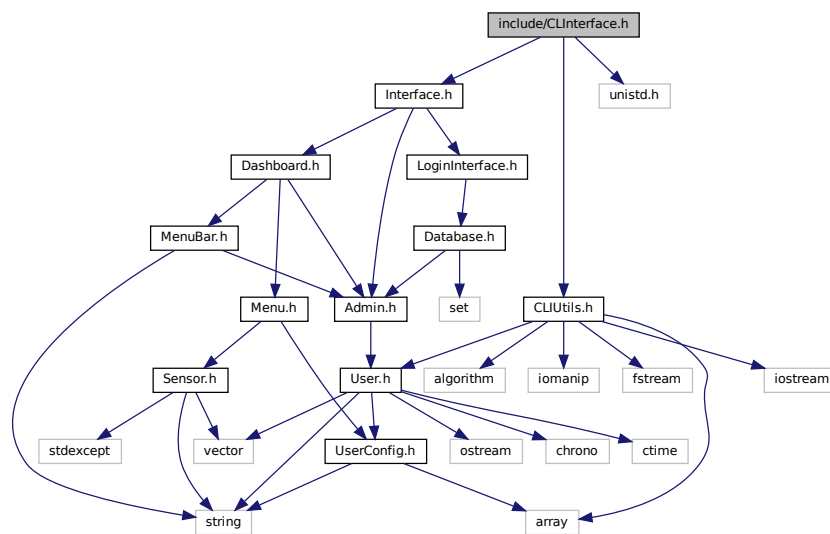 include/CLInterface.h
Interface.h
unistd.h
Dashboard.h
LoginInterface.h
MenuBar.h
Database.h
Menu.h
Admin.h
set
CLIUtils.h
Sensor.h
User.h
algorithm
iomanip
fstream
iostream
stdexcept
vector
UserConfig.h
ostream
chrono
ctime
string
array